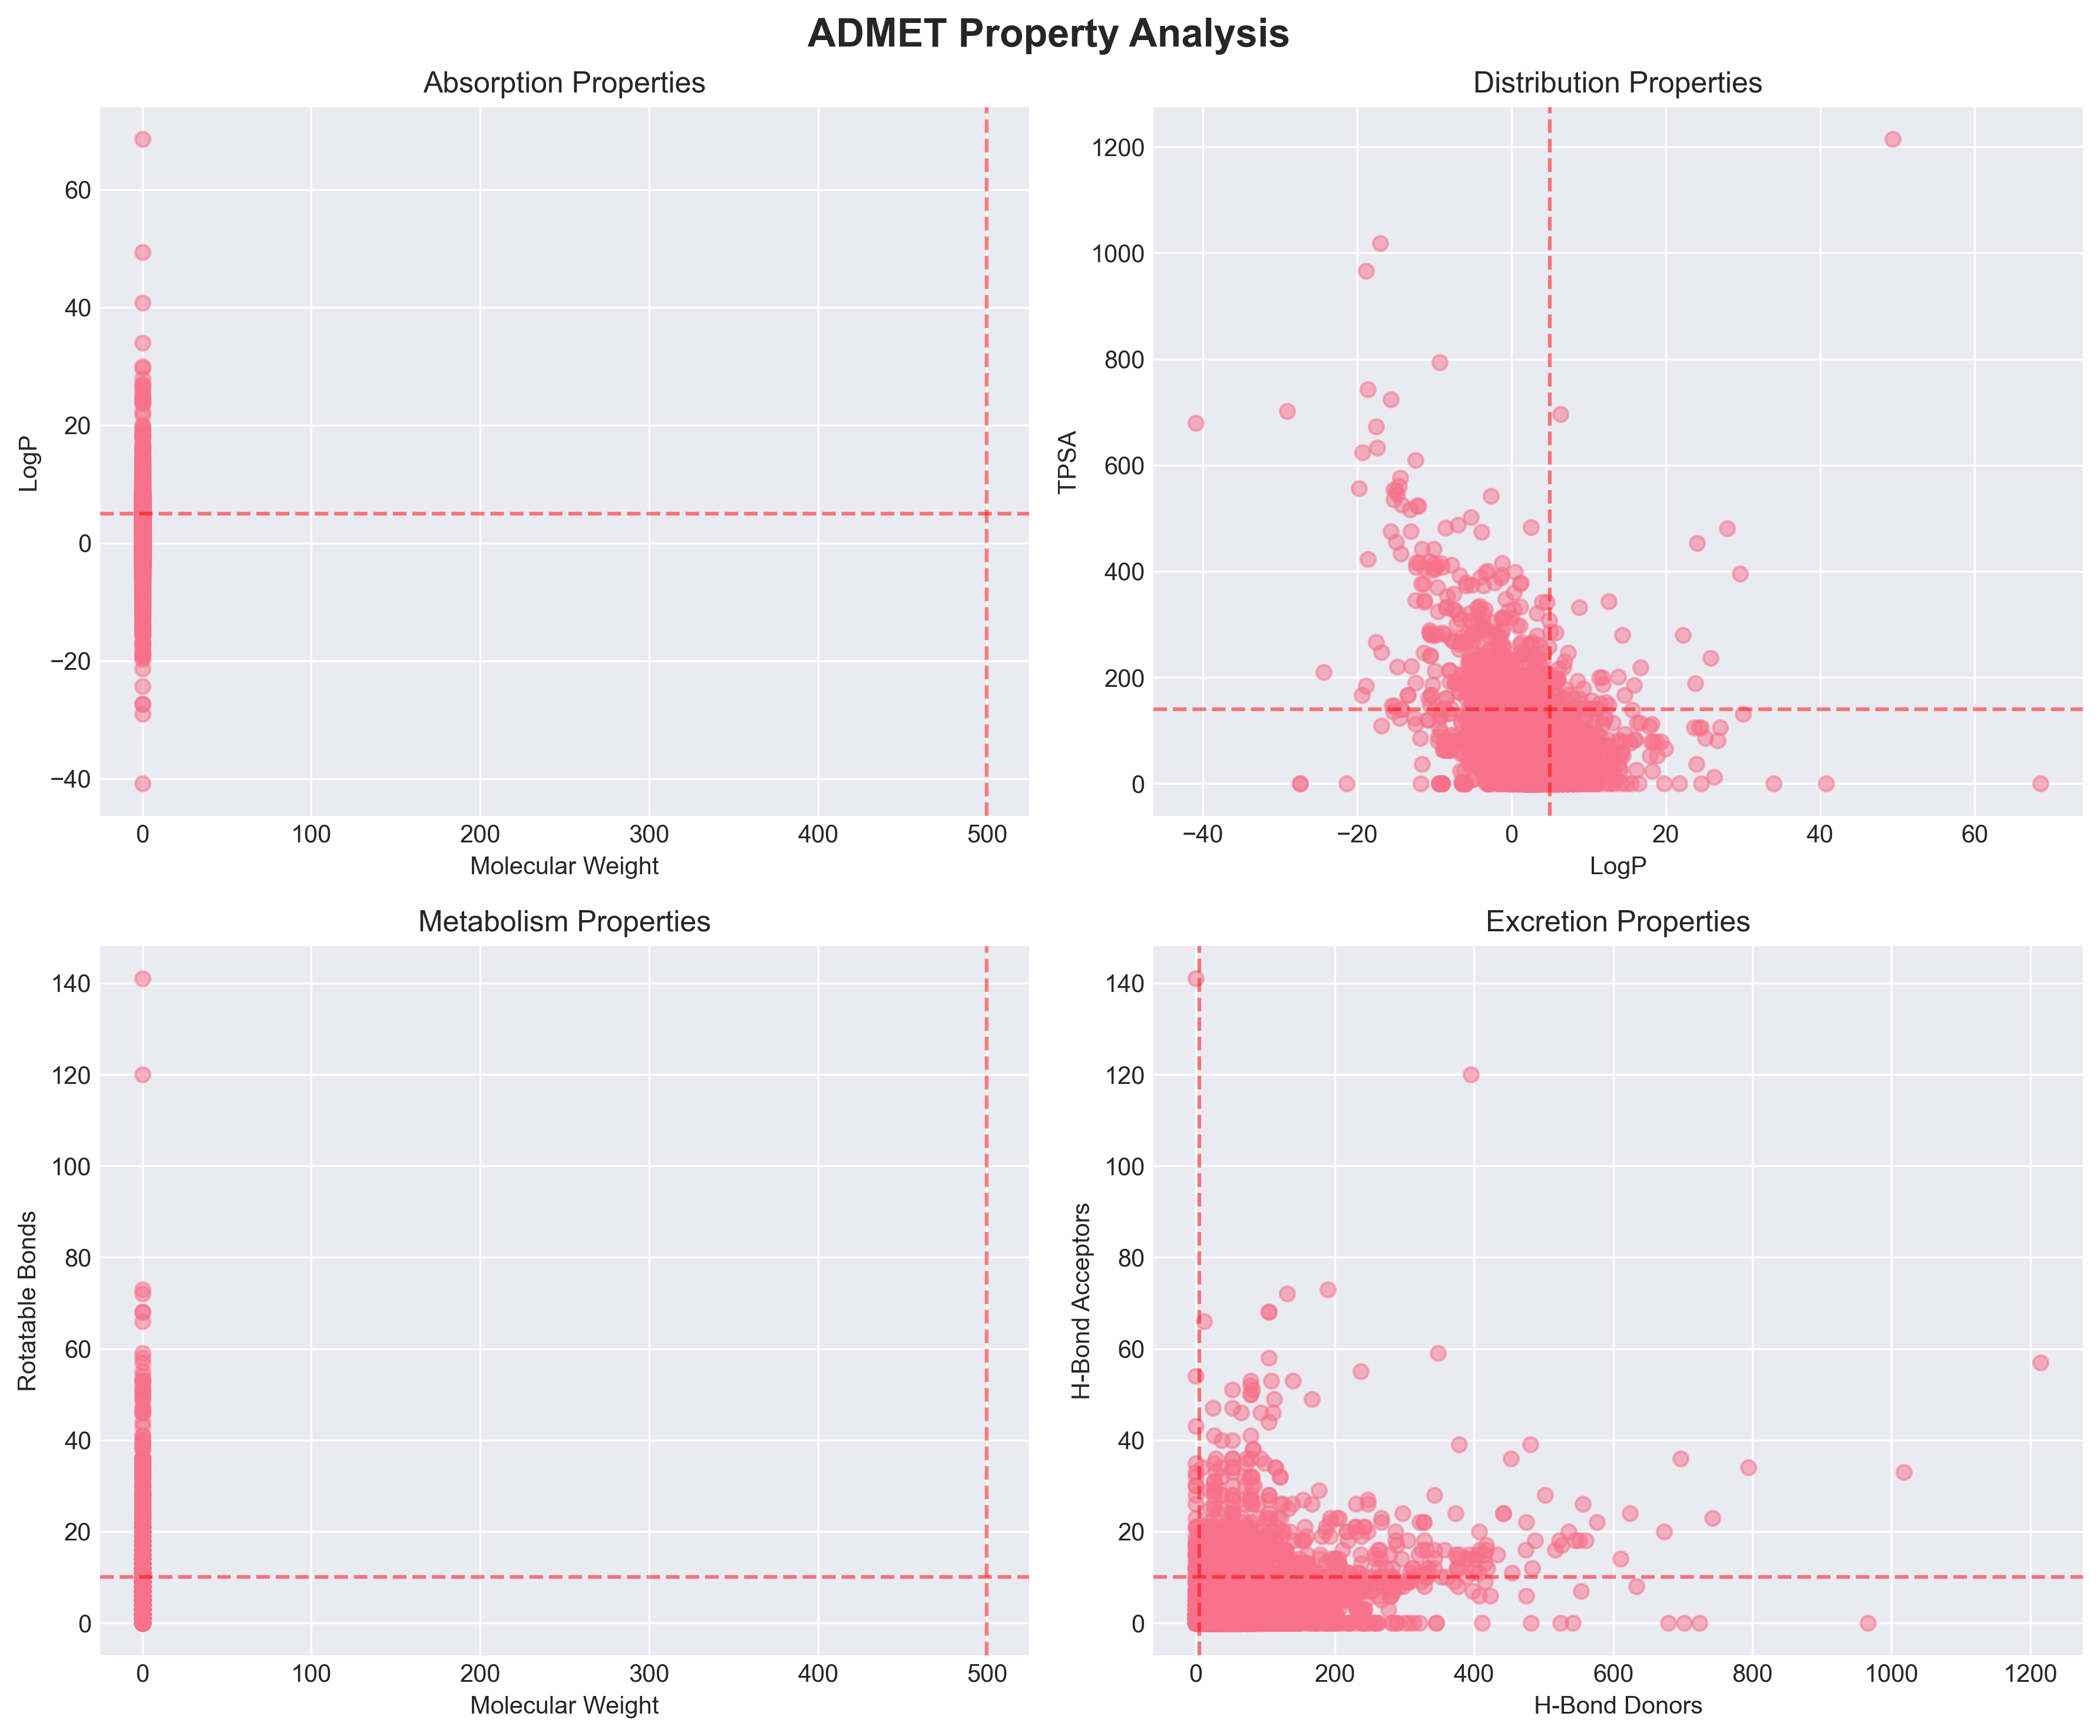 ADMET Property Analysis
Absorption Properties
60
40
20
0
−20
−40
LogP
0 100 200 300 400 500
Molecular Weight
Distribution Properties
1200
1000
800
600
400
200
0
TPSA
−40 −20 0 20 40 60
LogP
Metabolism Properties
140
120
100
80
60
40
20
0
Rotatable Bonds
0 100 200 300 400 500
Molecular Weight
Excretion Properties
140
120
100
80
60
40
20
0
H-Bond Acceptors
0 200 400 600 800 1000 1200
H-Bond Donors